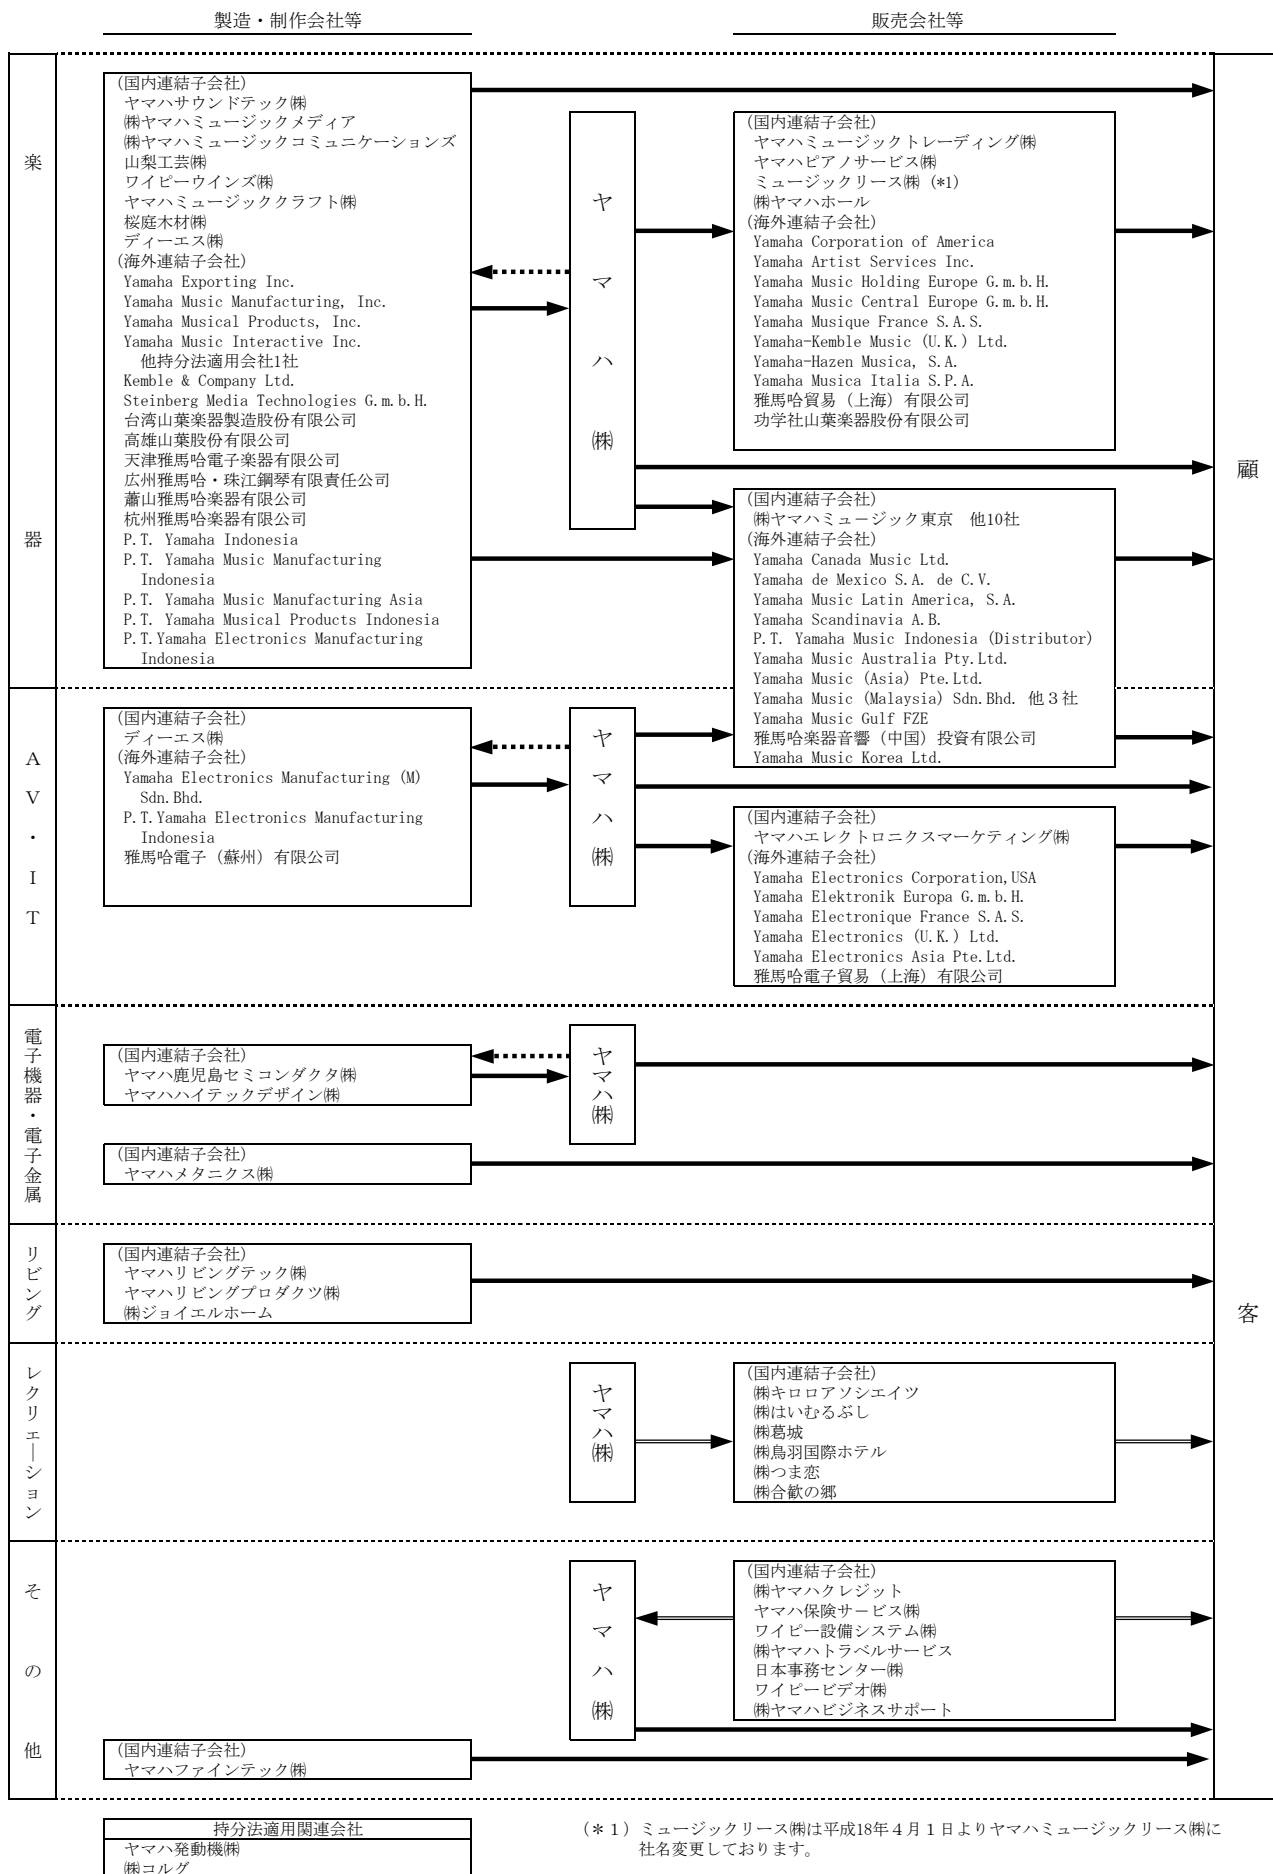 製造・制作会社等
販売会社等
楽
器
(国内連結子会社)
ヤマハサウンドテック㈱
㈱ヤマハミュージックメディア
㈱ヤマハミュージックコミュニケーションズ
山梨工芸㈱
ワイピーウインズ㈱
ヤマハミュージッククラフト㈱
桜庭木材㈱
ディーエス㈱
(海外連結子会社)
Yamaha Exporting Inc.
Yamaha Music Manufacturing, Inc.
Yamaha Musical Products, Inc.
Yamaha Music Interactive Inc.
他持分法適用会社1社
Kemble & Company Ltd.
Steinberg Media Technologies G.m.b.H.
台湾山葉楽器製造股份有限公司
高雄山葉股份有限公司
天津雅馬哈電子楽器有限公司
広州雅馬哈・珠江鋼琴有限責任公司
蕭山雅馬哈楽器有限公司
杭州雅馬哈楽器有限公司
P.T. Yamaha Indonesia
P.T. Yamaha Music Manufacturing
Indonesia
P.T. Yamaha Music Manufacturing Asia
P.T. Yamaha Musical Products Indonesia
P.T.Yamaha Electronics Manufacturing
Indonesia
ヤマハ㈱
(国内連結子会社)
ヤマハミュージックトレーディング㈱
ヤマハピアノサービス㈱
ミュージックリース㈱ (*1)
㈱ヤマハホール
(海外連結子会社)
Yamaha Corporation of America
Yamaha Artist Services Inc.
Yamaha Music Holding Europe G.m.b.H.
Yamaha Music Central Europe G.m.b.H.
Yamaha Musique France S.A.S.
Yamaha-Kemble Music (U.K.) Ltd.
Yamaha-Hazen Musica, S.A.
Yamaha Musica Italia S.P.A.
雅馬哈貿易（上海）有限公司
功学社山葉楽器股份有限公司
(国内連結子会社)
㈱ヤマハミュ－ジック東京　他10社
(海外連結子会社)
Yamaha Canada Music Ltd.
Yamaha de Mexico S.A. de C.V.
Yamaha Music Latin America, S.A.
Yamaha Scandinavia A.B.
P.T. Yamaha Music Indonesia (Distributor)
Yamaha Music Australia Pty.Ltd.
Yamaha Music (Asia) Pte.Ltd.
Yamaha Music (Malaysia) Sdn.Bhd. 他３社
Yamaha Music Gulf FZE
雅馬哈楽器音響（中国）投資有限公司
Yamaha Music Korea Ltd.
顧
客
AV・IT
(国内連結子会社)
ディーエス㈱
(海外連結子会社)
Yamaha Electronics Manufacturing (M)
Sdn.Bhd.
P.T.Yamaha Electronics Manufacturing
Indonesia
雅馬哈電子（蘇州）有限公司
ヤマハ㈱
(国内連結子会社)
ヤマハエレクトロニクスマーケティング㈱
(海外連結子会社)
Yamaha Electronics Corporation,USA
Yamaha Elektronik Europa G.m.b.H.
Yamaha Electronique France S.A.S.
Yamaha Electronics (U.K.) Ltd.
Yamaha Electronics Asia Pte.Ltd.
雅馬哈電子貿易（上海）有限公司
電子機器・電子金属
(国内連結子会社)
ヤマハ鹿児島セミコンダクタ㈱
ヤマハハイテックデザイン㈱
ヤマハ㈱
(国内連結子会社)
ヤマハメタニクス㈱
リビング
(国内連結子会社)
ヤマハリビングテック㈱
ヤマハリビングプロダクツ㈱
㈱ジョイエルホーム
レクリェーション
ヤマハ㈱
(国内連結子会社)
㈱キロロアソシエイツ
㈱はいむるぶし
㈱葛城
㈱鳥羽国際ホテル
㈱つま恋
㈱合歓の郷
その他
ヤマハ㈱
(国内連結子会社)
㈱ヤマハクレジット
ヤマハ保険サ－ビス㈱
ワイピー設備システム㈱
㈱ヤマハトラベルサービス
日本事務センター㈱
ワイピービデオ㈱
㈱ヤマハビジネスサポート
(国内連結子会社)
ヤマハファインテック㈱
持分法適用関連会社
ヤマハ発動機㈱
㈱コルグ
（＊１）ミュージックリース㈱は平成18年４月１日よりヤマハミュージックリース㈱に
社名変更しております。